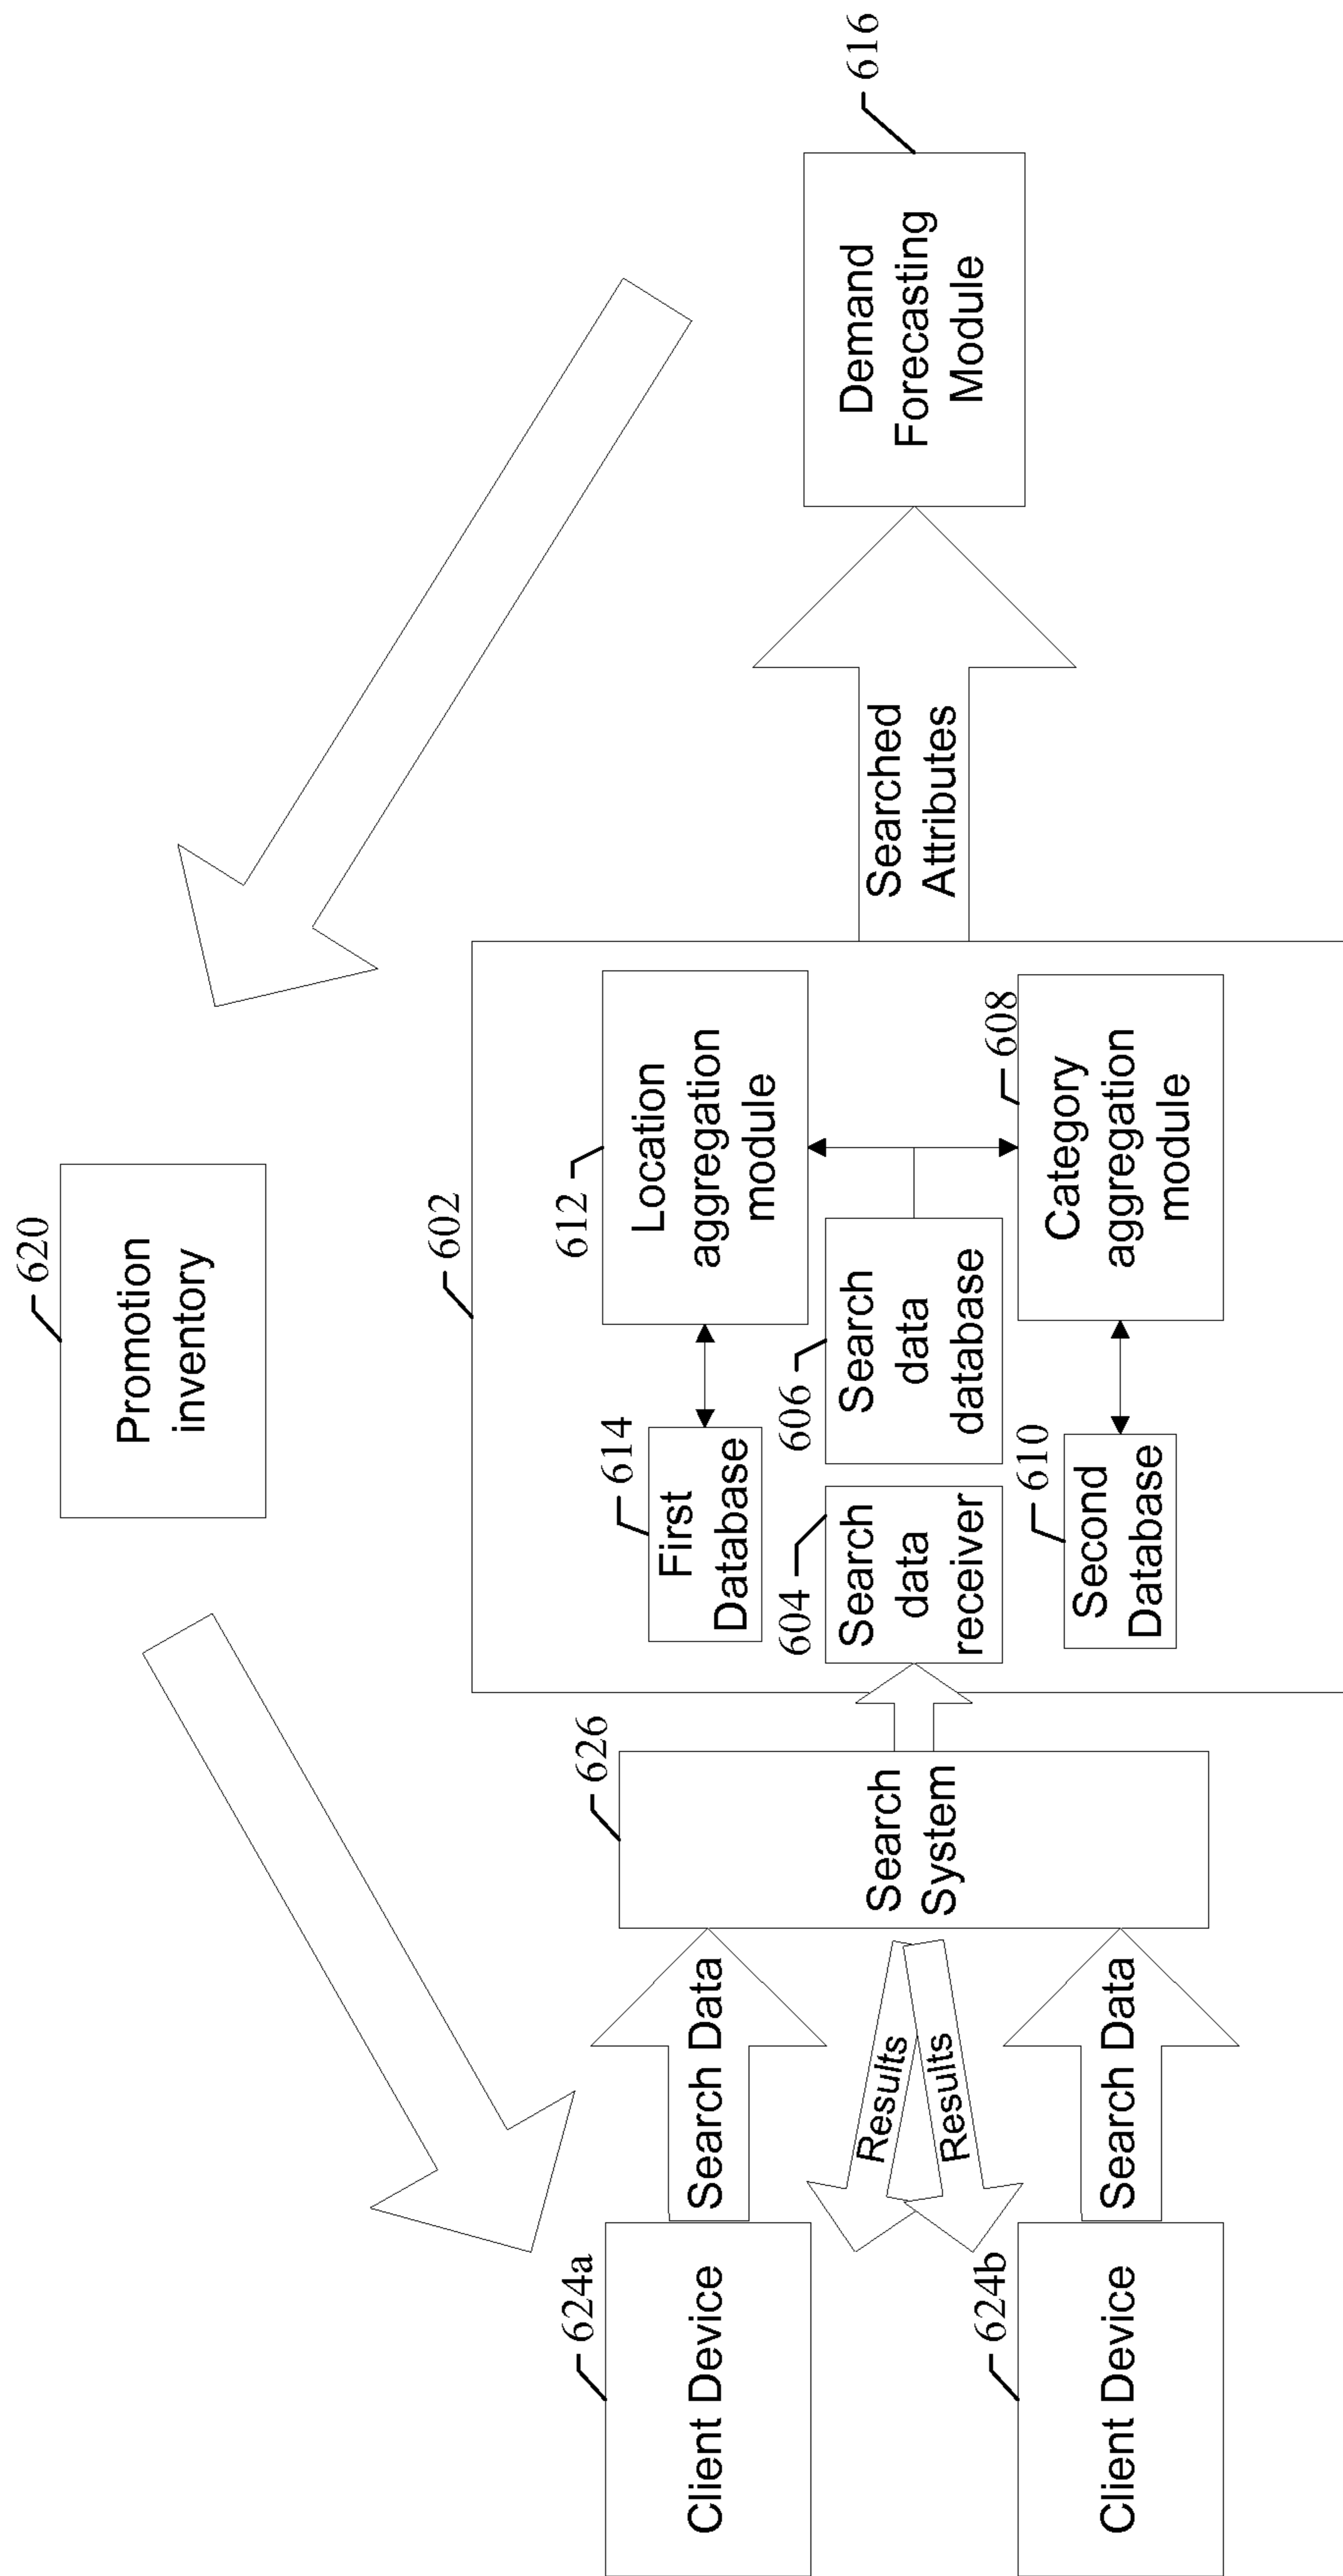 620
Promotion
inventory
602
612
Location
aggregation
module
614
First
Database
606
Search
data
database
604
Search
data
receiver
608
Category
aggregation
module
610
Second
Database
626
Search
System
624a
Client Device
Search Data
Results
Results
624b
Client Device
Search Data
Searched
Attributes
616
Demand
Forecasting
Module